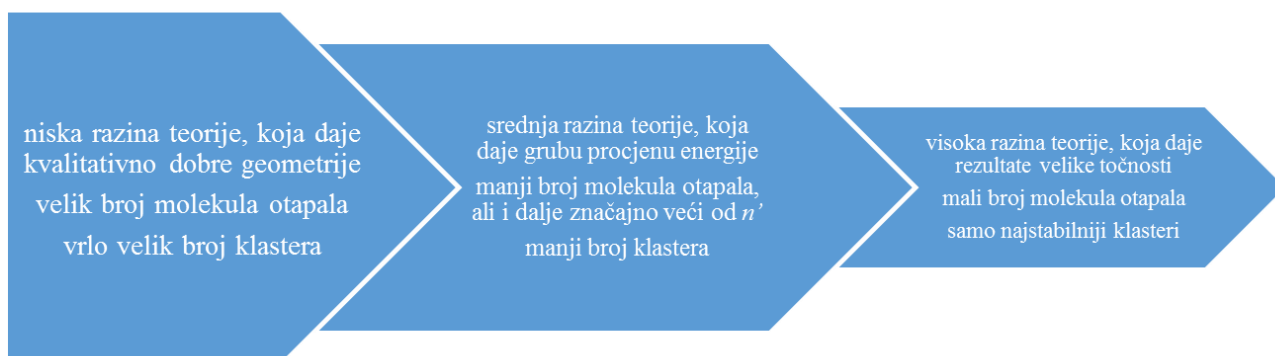 niska razina teorije, koja daje
kvalitativno dobre geometrije
velik broj molekula otapala
vrlo velik broj klastera
srednja razina teorije, koja
daje grubu procjenu energije
manji broj molekula otapala,
ali i dalje značajno veći od n’
manji broj klastera
visoka razina teorije, koja daje
rezultate velike točnosti
mali broj molekula otapala
samo najstabilniji klasteri